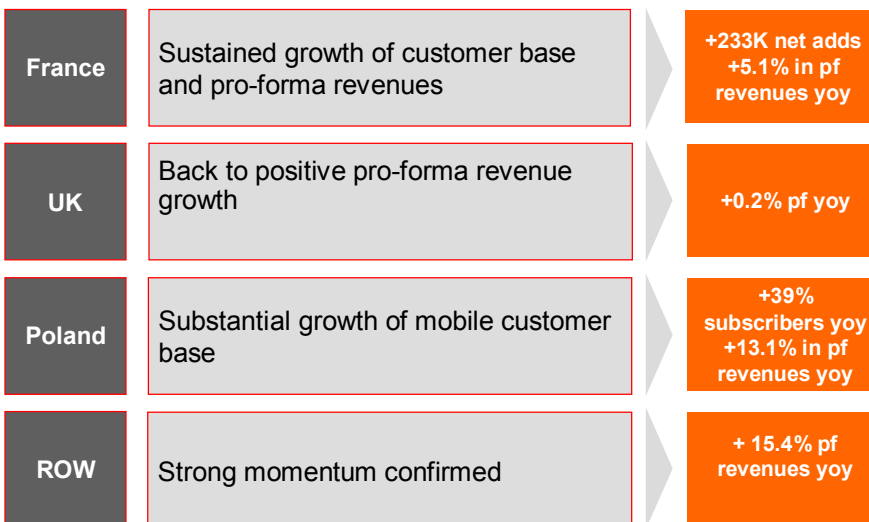 France
Sustained growth of customer base
and pro-forma revenues
+233K net adds
+5.1% in pf
revenues yoy
UK
Back to positive pro-forma revenue
growth
+0.2% pf yoy
Poland
Substantial growth of mobile customer
base
+39%
subscribers yoy
+13.1% in pf
revenues yoy
ROW
Strong momentum confirmed
+ 15.4% pf
revenues yoy